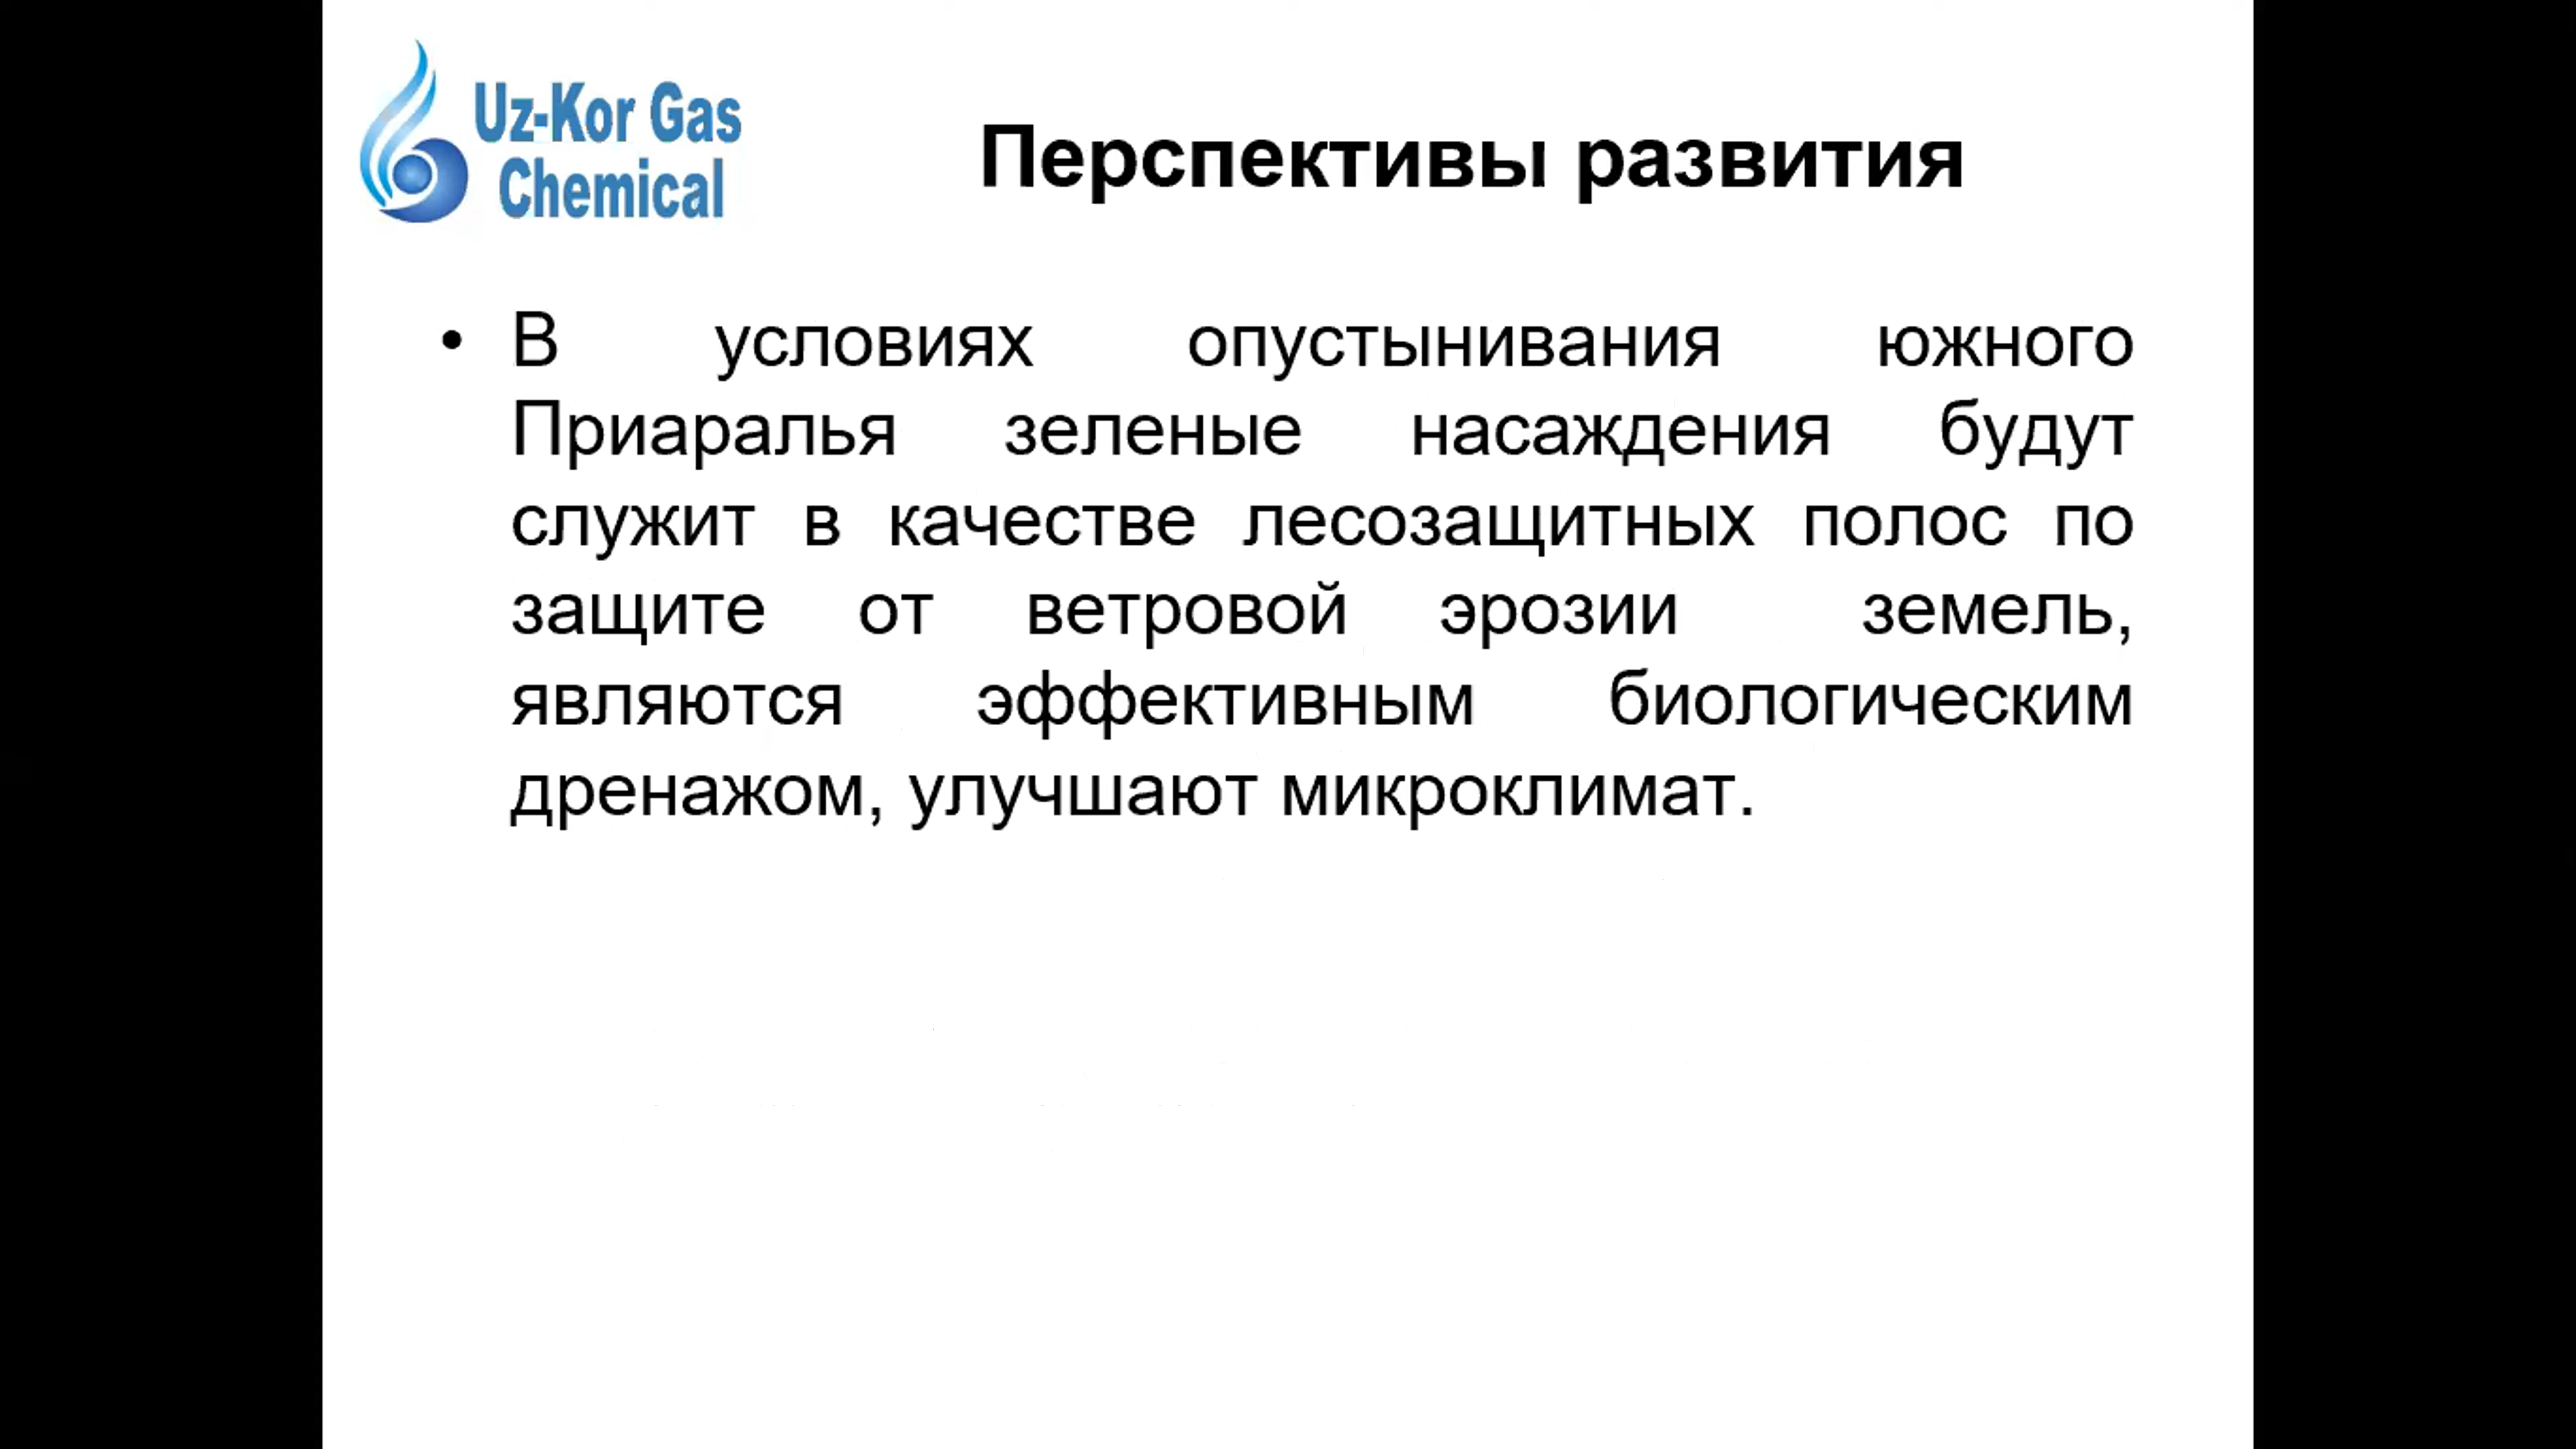 Uz-Kor Gas
Chemical
Перспективы развития
• В условиях опустынивания южного
Приаралья зеленые насаждения будут
служит в качестве лесозащитных полос по
защите от ветровой эрозии земель,
являются эффективным биологическим
дренажом, улучшают микроклимат.